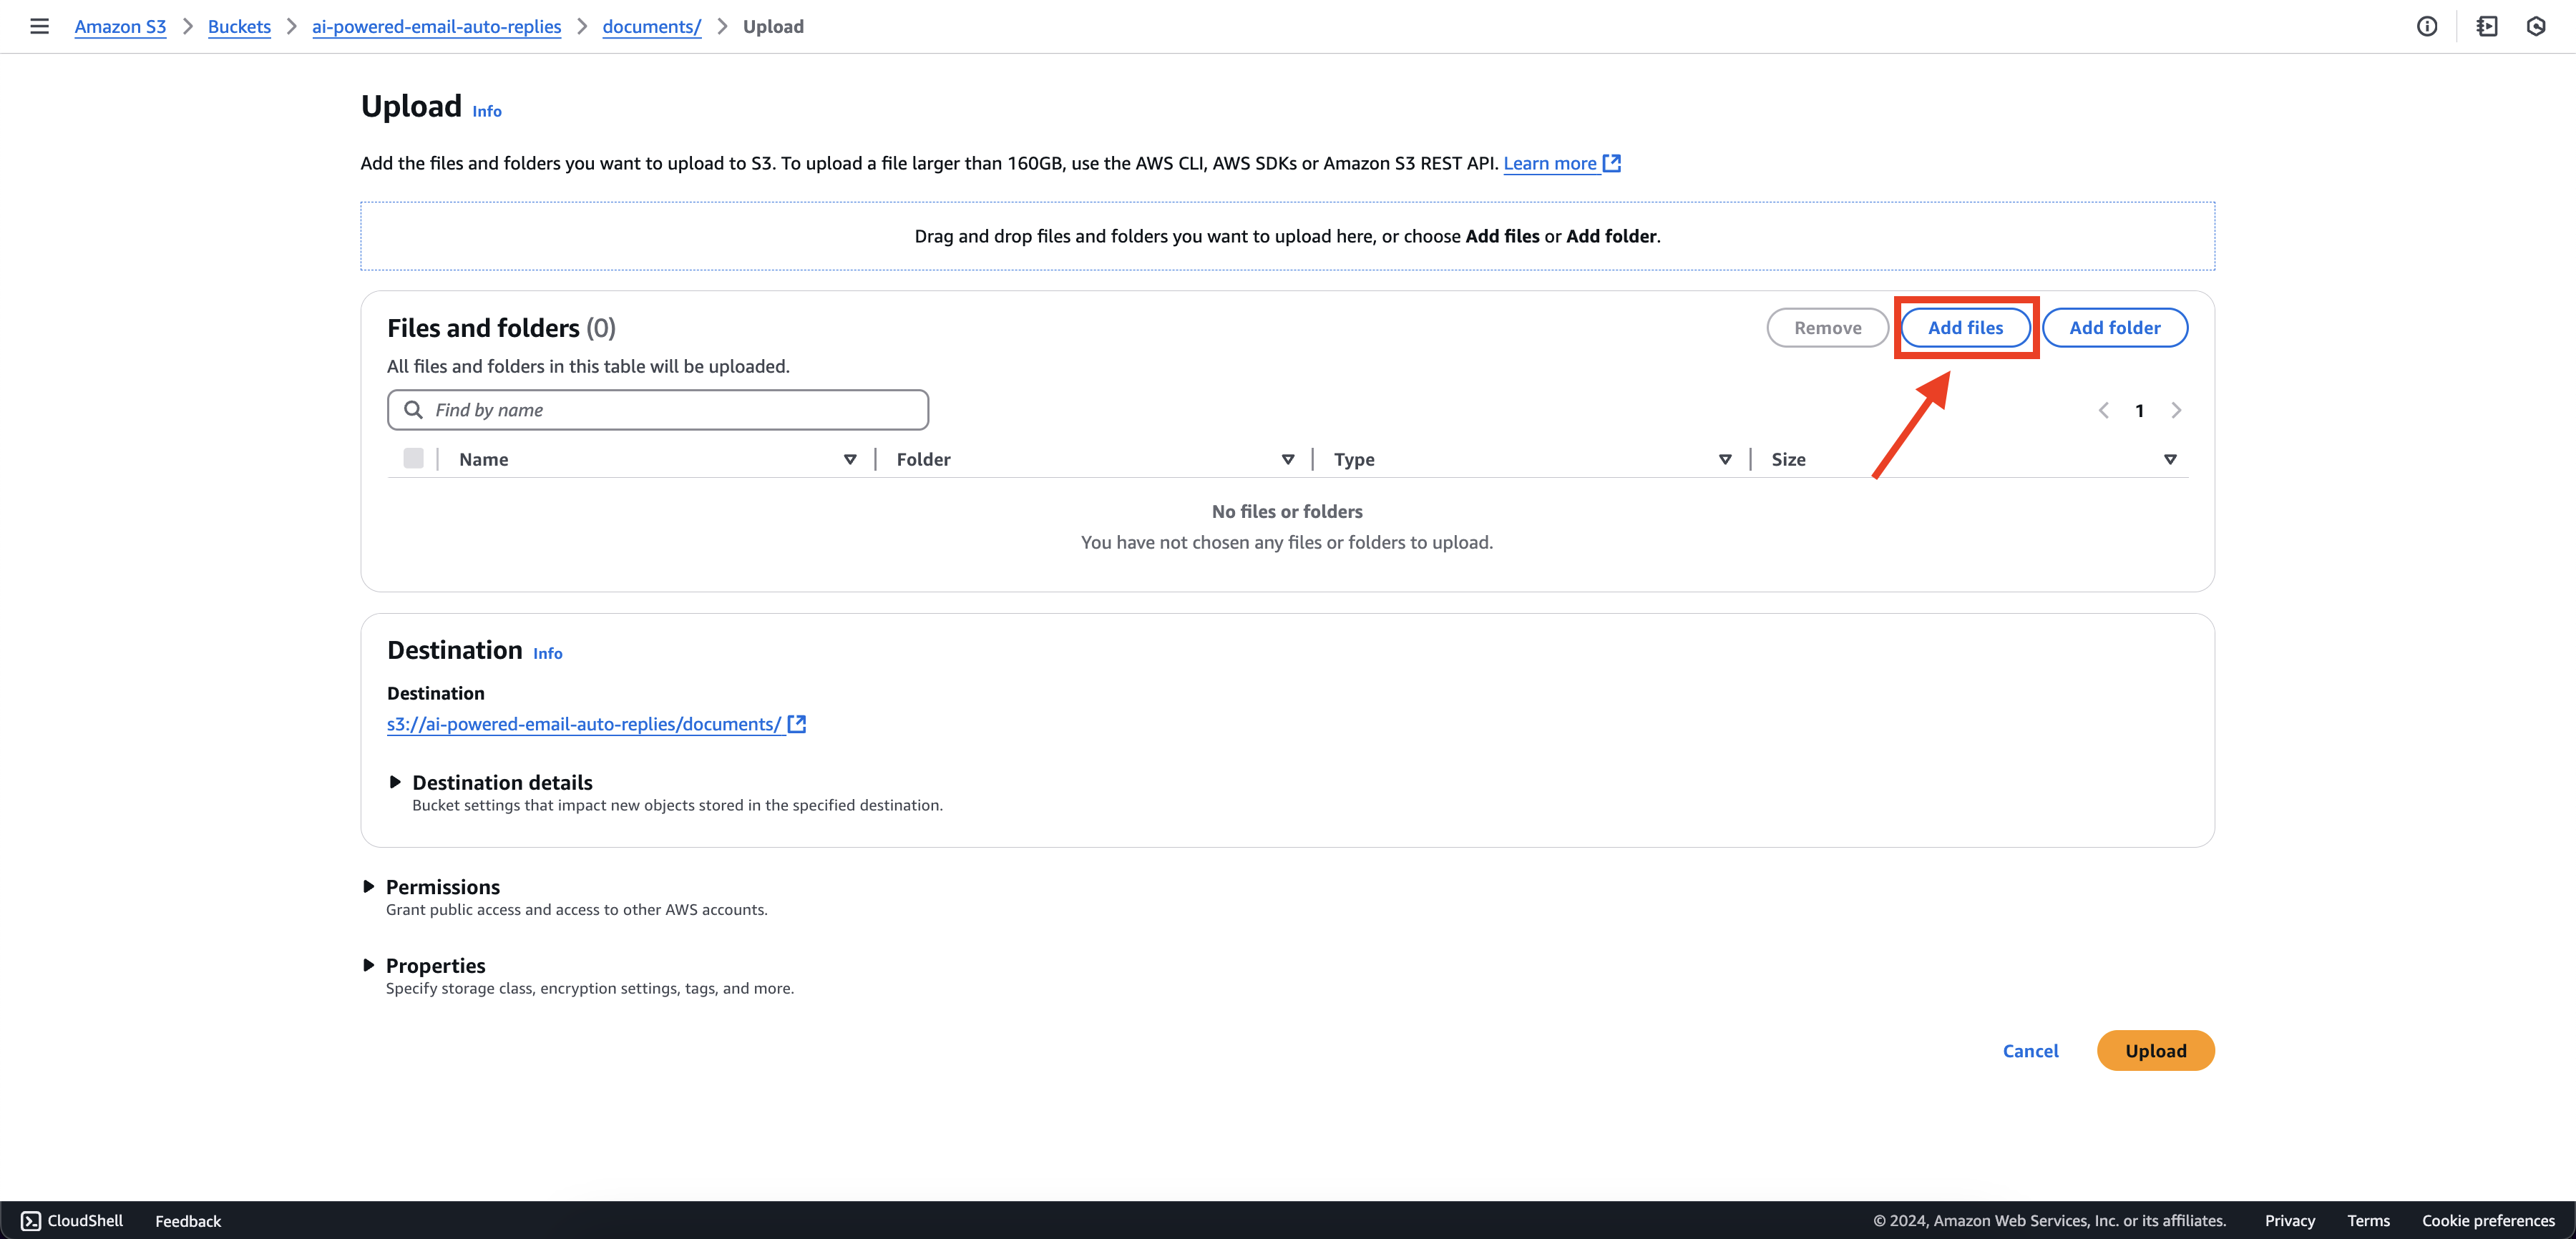 Amazon S3 Buckets ai-powered-email-auto-replies documents/ Upload
Upload Info
Add the files and folders you want to upload to S3. To upload a file larger than 160GB, use the AWS CLI, AWS SDKs or Amazon S3 REST API. Learn more
Drag and drop files and folders you want to upload here, or choose Add files or Add folder.
Files and folders (0) Remove Add files Add folder
All files and folders in this table will be uploaded.
Find by name 1
Name Folder Type Size
No files or folders
You have not chosen any files or folders to upload.
Destination Info
Destination
s3://ai-powered-email-auto-replies/documents/
Destination details
Bucket settings that impact new objects stored in the specified destination.
Permissions
Grant public access and access to other AWS accounts.
Properties
Specify storage class, encryption settings, tags, and more.
Cancel Upload
CloudShell Feedback © 2024, Amazon Web Services, Inc. or its affiliates. Privacy Terms Cookie preferences